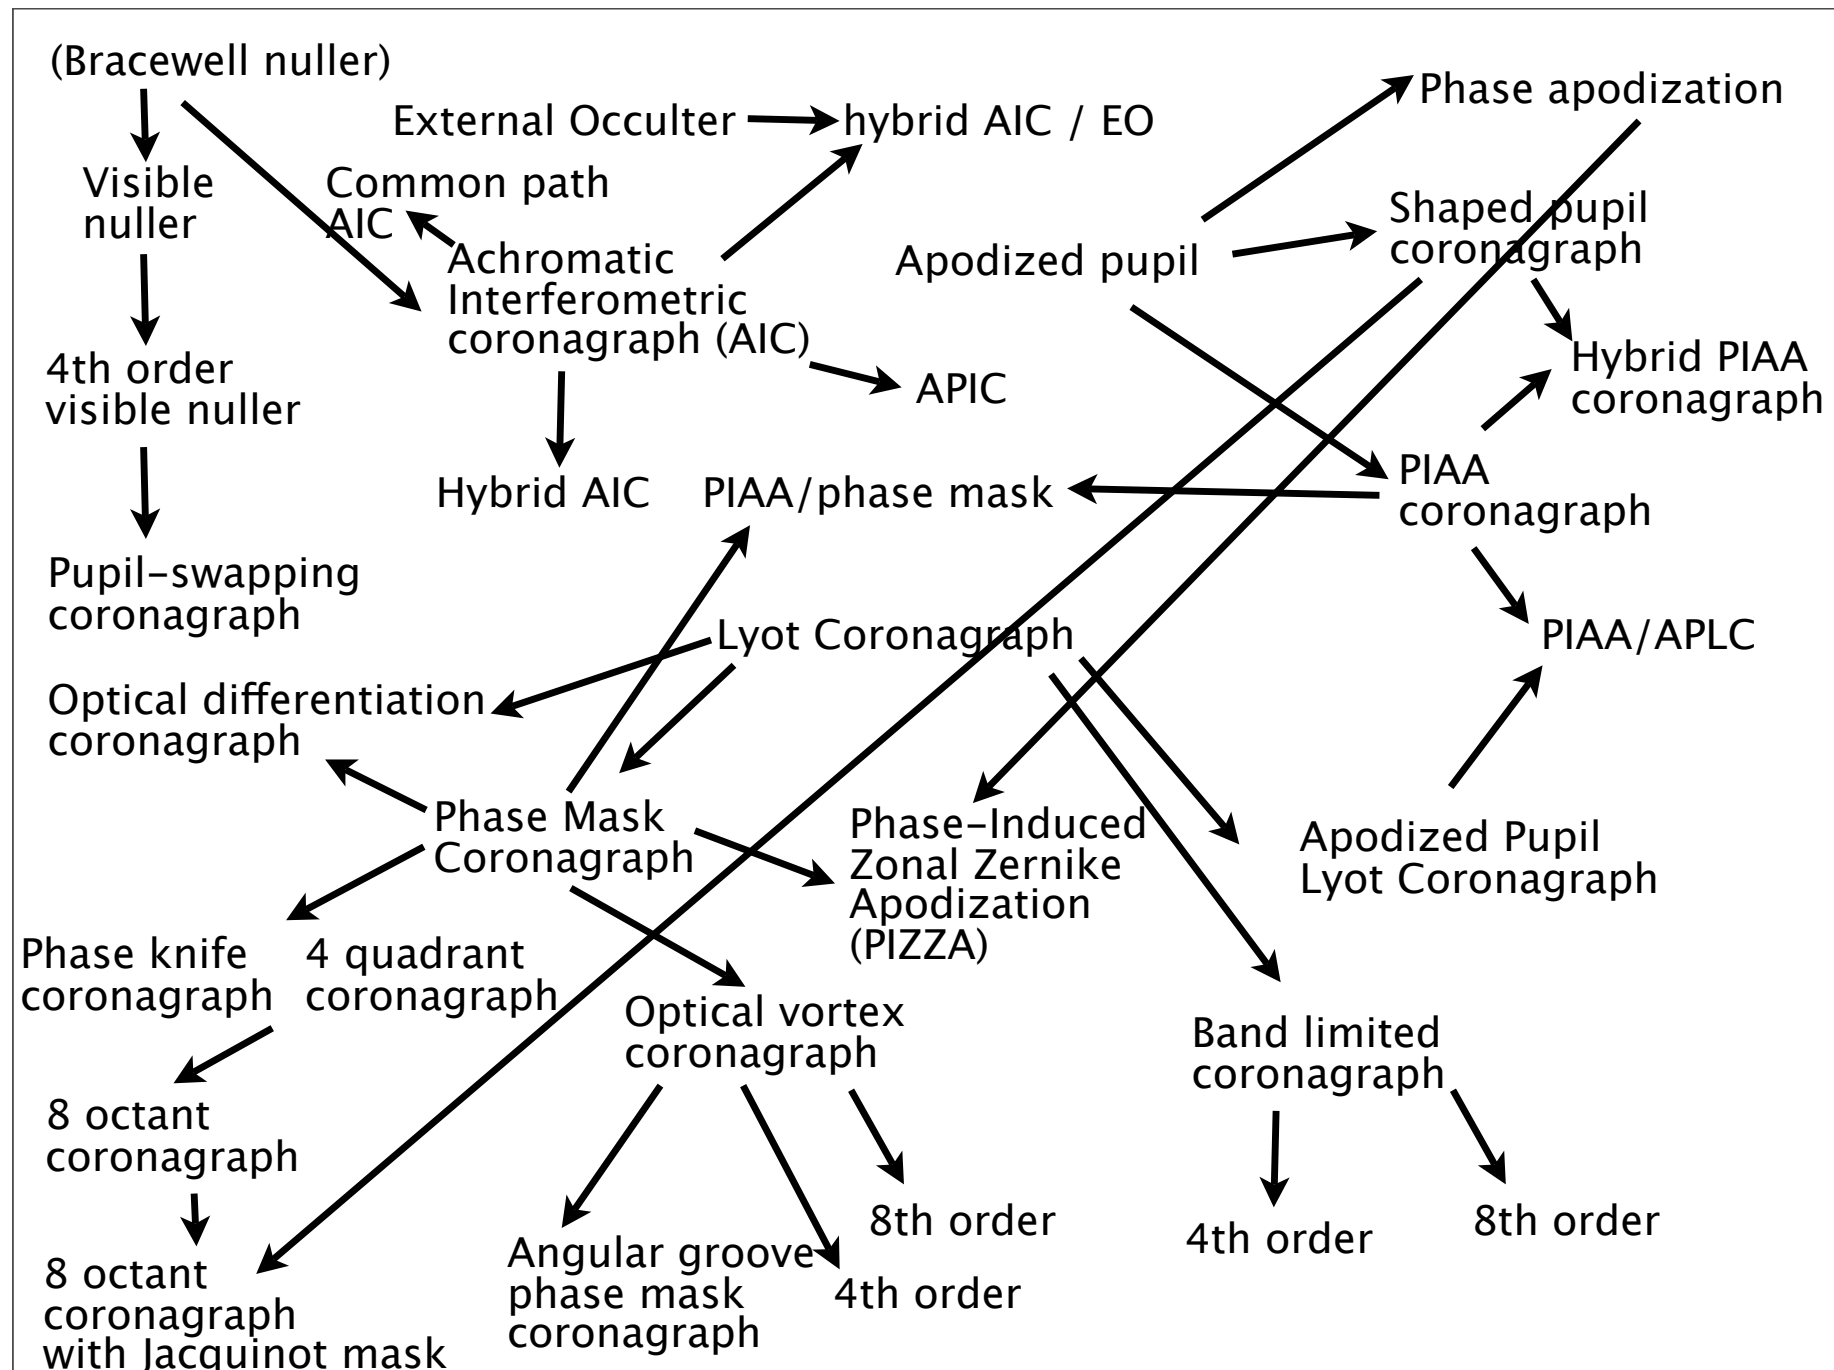 (Bracewell nuller)
Phase apodization
External Occulter
hybrid AIC / EO
Visible
nuller
Common path
AIC
Shaped pupil
coronagraph
Achromatic
Interferometric
coronagraph (AIC)
Apodized pupil
4th order
visible nuller
APIC
Hybrid PIAA
coronagraph
Hybrid AIC
PIAA/phase mask
PIAA
coronagraph
Pupil–swapping
coronagraph
Lyot Coronagraph
PIAA/APLC
Optical differentiation
coronagraph
Phase Mask
Coronagraph
Phase–Induced
Zonal Zernike
Apodization
(PIZZA)
Apodized Pupil
Lyot Coronagraph
Phase knife
coronagraph
4 quadrant
coronagraph
Optical vortex
coronagraph
Band limited
coronagraph
8 octant
coronagraph
8th order
4th order
8th order
8 octant
coronagraph
with Jacquinot mask
Angular groove
phase mask
coronagraph
4th order